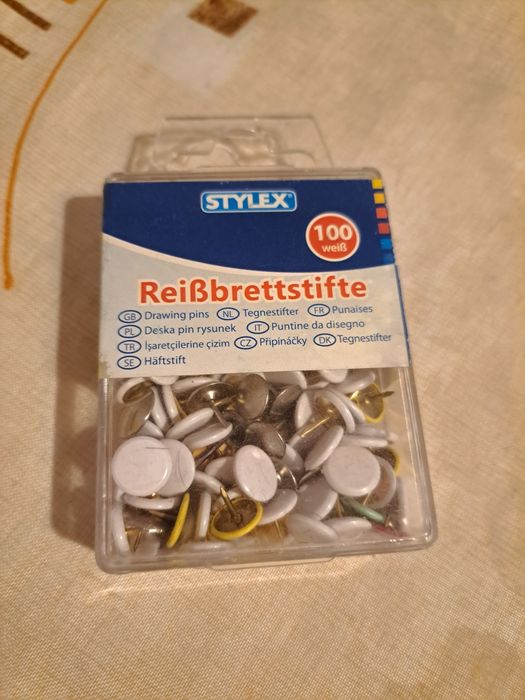 STYLEX®
100
weiß
Reißbrettstifte
GB Drawing pins NL Tegnestifter FR Punaises
PL Deska pin rysunek IT Puntine da disegno
TR İşaretçilerine çizim CZ Připínáčky DK Tegnestifter
SE Häftstift